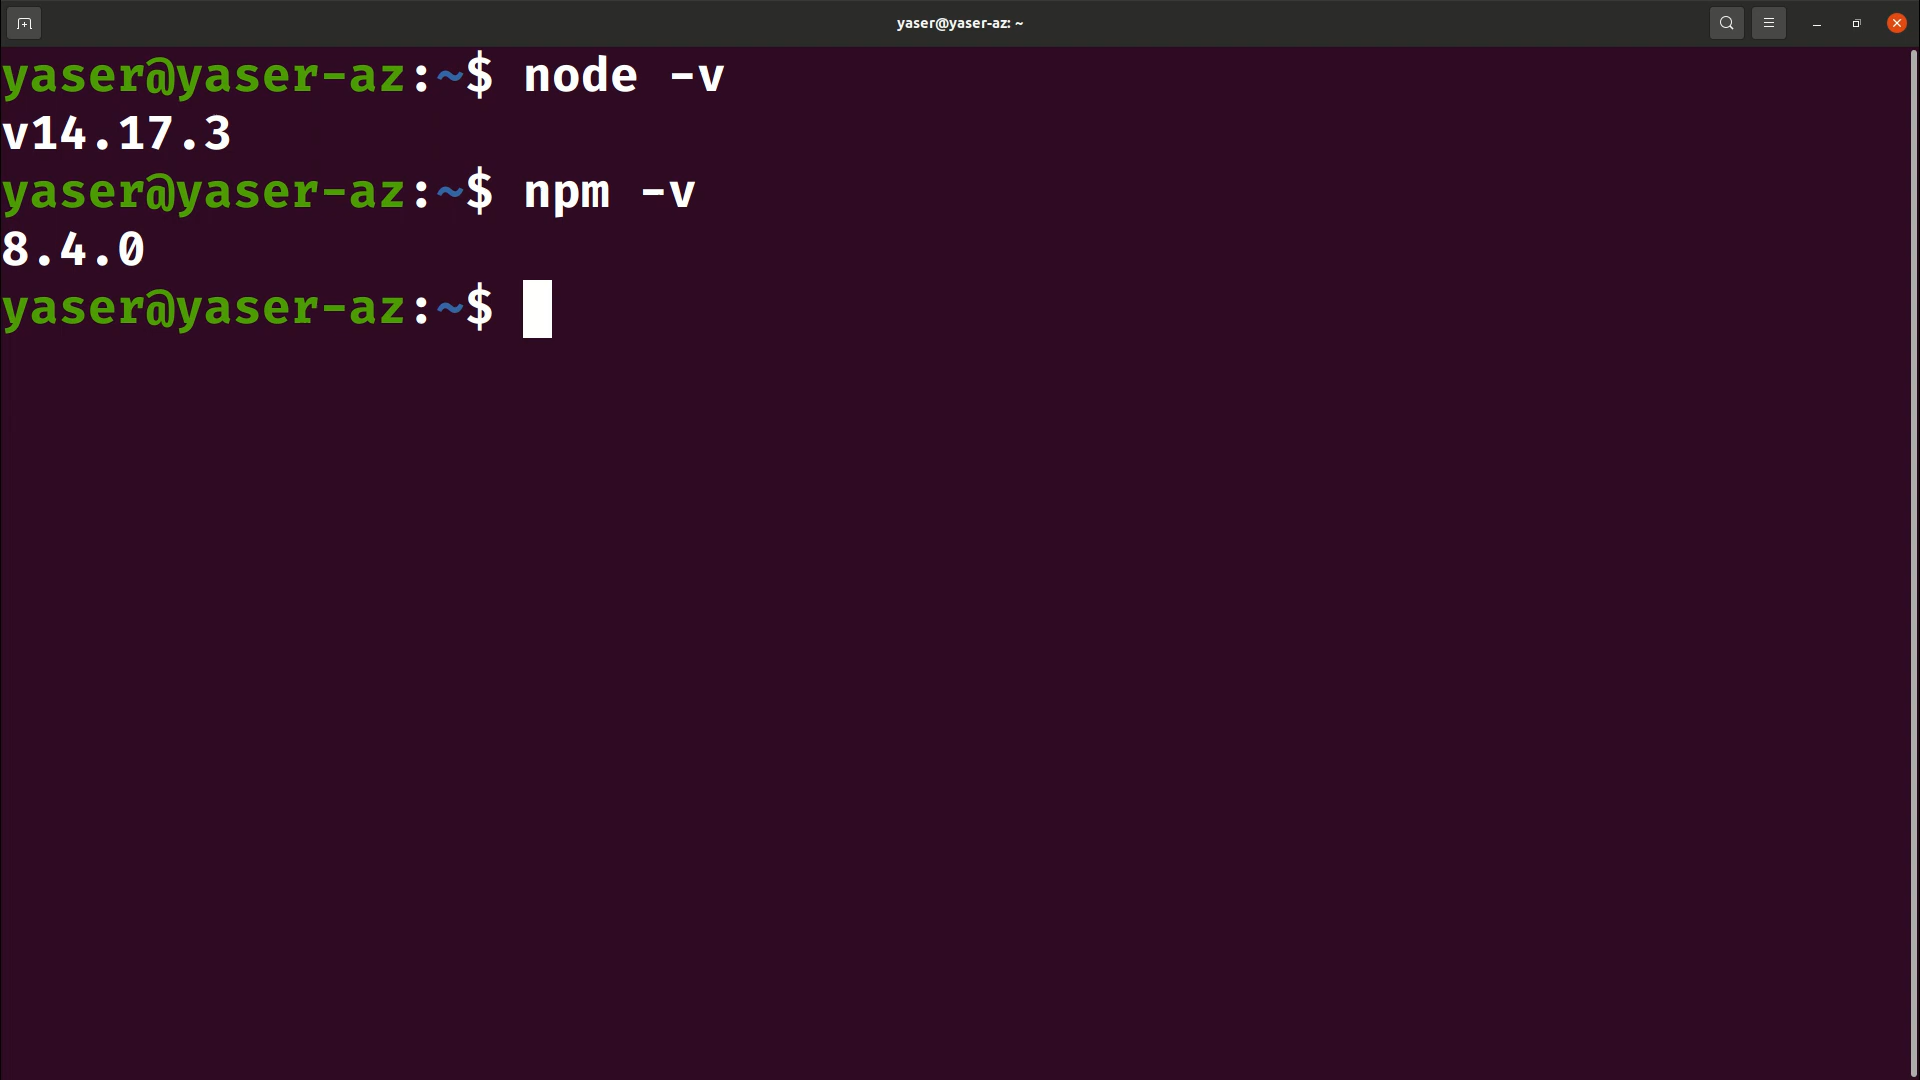 yaser@yaser-az: ~
yaser@yaser-az:~$ node -v
v14.17.3
yaser@yaser-az:~$ npm -v
8.4.0
yaser@yaser-az:~$